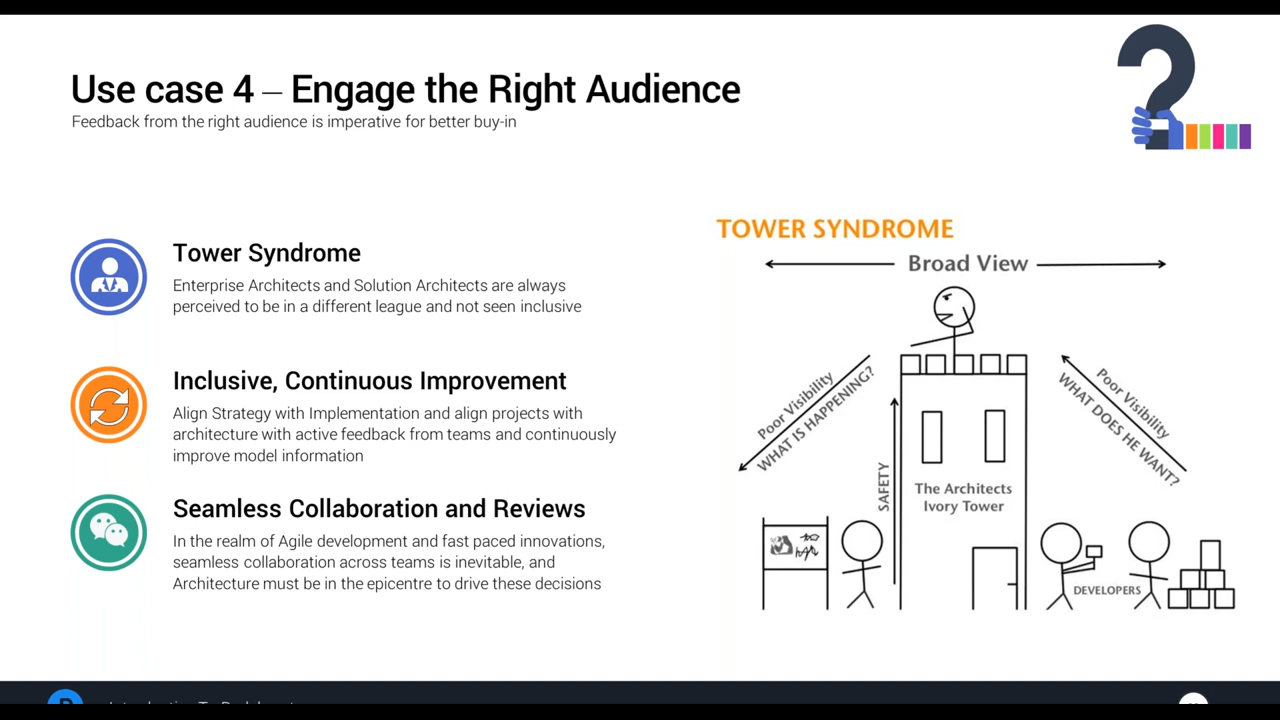 Use case 4 – Engage the Right Audience
Feedback from the right audience is imperative for better buy-in
Tower Syndrome
Enterprise Architects and Solution Architects are always
perceived to be in a different league and not seen inclusive
Inclusive, Continuous Improvement
Align Strategy with Implementation and align projects with
architecture with active feedback from teams and continuously
improve model information
Seamless Collaboration and Reviews
In the realm of Agile development and fast paced innovations,
seamless collaboration across teams is inevitable, and
Architecture must be in the epicentre to drive these decisions
TOWER SYNDROME
Broad View
Poor Visibility
WHAT IS HAPPENING?
Poor Visibility
WHAT DOES HE WANT?
SAFETY
The Architects
Ivory Tower
DEVELOPERS
Introduction To